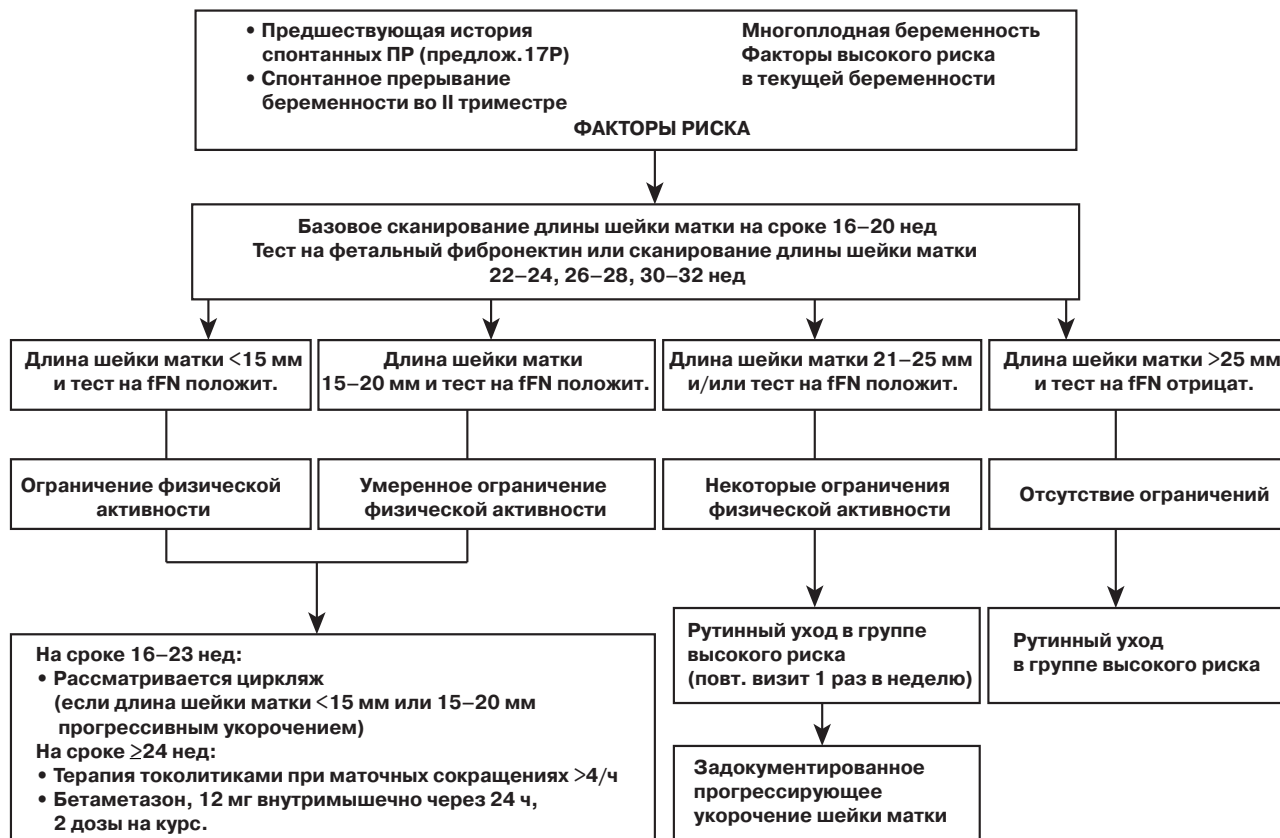 • Предшествующая история
спонтанных ПР (предлож. 17Р)
• Спонтанное прерывание
беременности во II триместре
Многоплодная беременность
Факторы высокого риска
в текущей беременности
ФАКТОРЫ РИСКА
Базовое сканирование длины шейки матки на сроке 16–20 нед
Тест на фетальный фибронектин или сканирование длины шейки матки
22–24, 26–28, 30–32 нед
Длина шейки матки <15 мм
и тест на fFN положит.
Длина шейки матки
15–20 мм и тест на fFN положит.
Длина шейки матки 21–25 мм
и/или тест на fFN положит.
Длина шейки матки >25 мм
и тест на fFN отрицат.
Ограничение физической
активности
Умеренное ограничение
физической активности
Некоторые ограничения
физической активности
Отсутствие ограничений
На сроке 16–23 нед:
• Рассматривается циркляж
(если длина шейки матки <15 мм или 15–20 мм
прогрессивным укорочением)
На сроке ≥24 нед:
• Терапия токолитиками при маточных сокращениях >4/ч
• Бетаметазон, 12 мг внутримышечно через 24 ч,
2 дозы на курс.
Рутинный уход в группе
высокого риска
(повт. визит 1 раз в неделю)
Рутинный уход
в группе высокого риска
Задокументированное
прогрессирующее
укорочение шейки матки